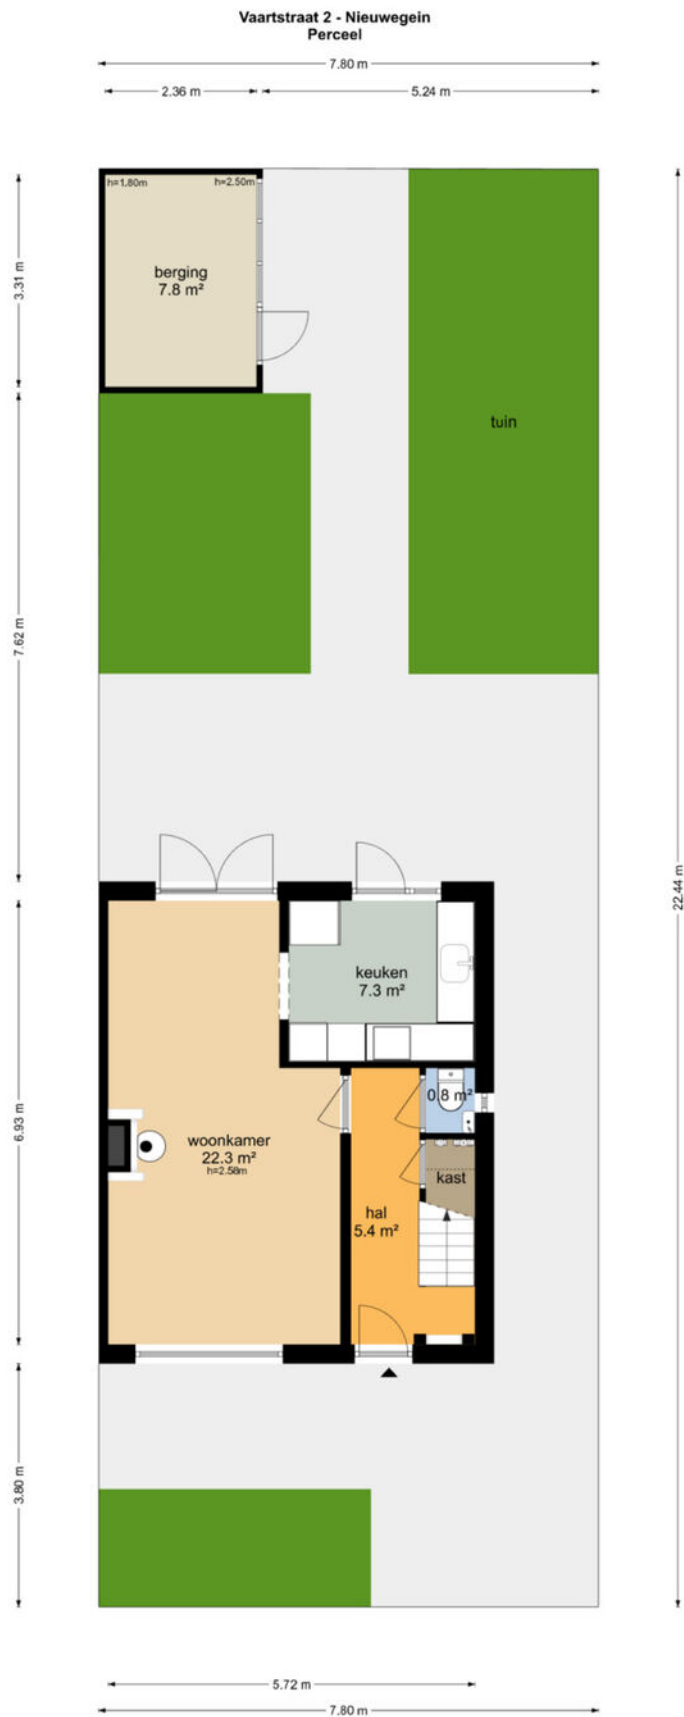 Vaartstraat 2 - Nieuwegein
Perceel
7.80 m
2.36 m
5.24 m
h=1.80m
h=2.50m
berging
7.8 m²
3.31 m
tuin
7.62 m
22.44 m
keuken
7.3 m²
0.8 m²
6.93 m
woonkamer
22.3 m²
h=2.58m
kast
hal
5.4 m²
3.80 m
5.72 m
7.80 m